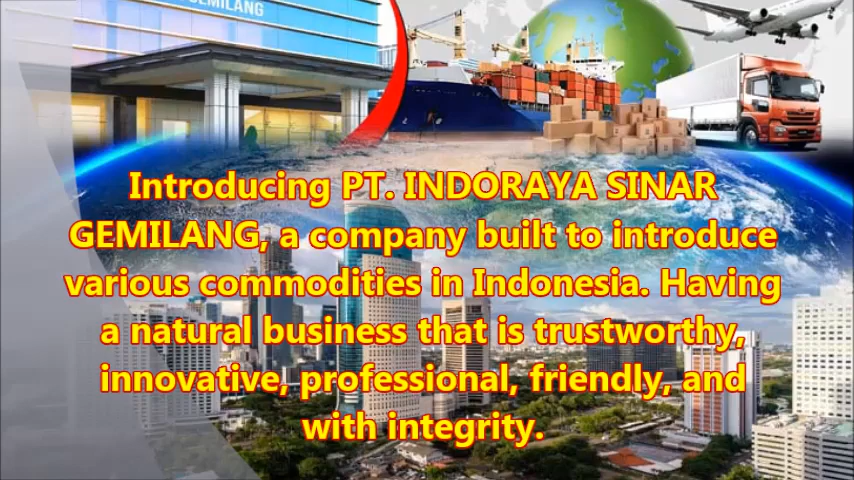 GEMILANG
Introducing PT. INDORAYA SINAR
GEMILANG, a company built to introduce
various commodities in Indonesia. Having
a natural business that is trustworthy,
innovative, professional, friendly, and
with integrity.